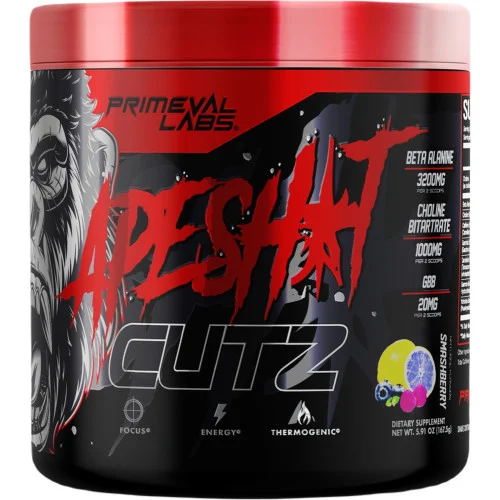 PRIMEVAL
LABS®
APESH*T
CUTZ
FOCUS
ENERGY
THERMOGENIC
BETA ALANINE
3200MG
PER 2 SCOOPS
CHOLINE
BITARTRATE
1000MG
PER 2 SCOOPS
GBB
20MG
PER 2 SCOOPS
SMASHBERRY
DIETARY SUPPLEMENT
NET WT. 5.91 OZ (167.5g)